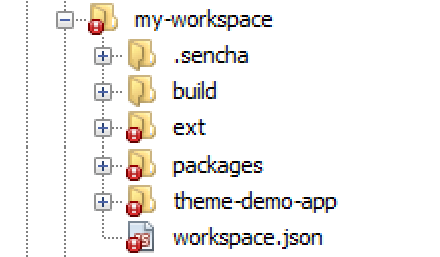 my-workspace
.sencha
build
ext
packages
theme-demo-app
workspace.json